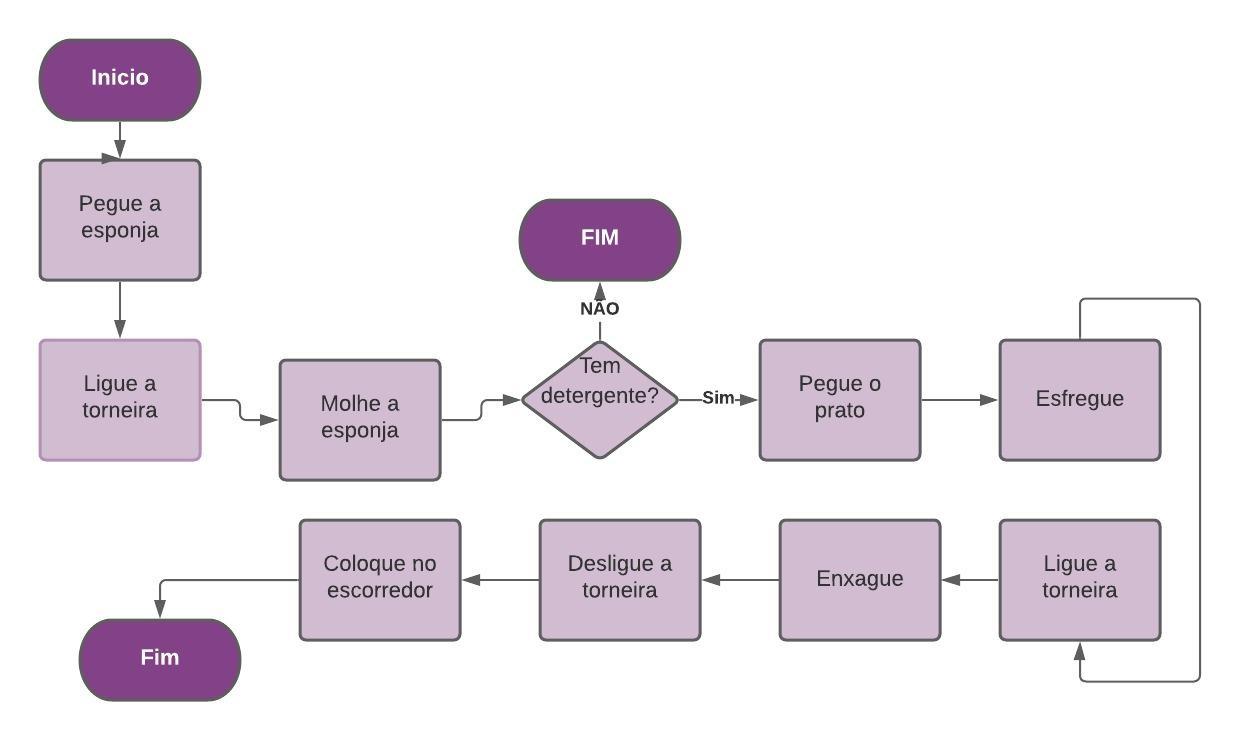 Inicio
Pegue a
esponja
Ligue a
torneira
Molhe a
esponja
Tem
detergente?
NÃO
FIM
Sim
Pegue o
prato
Esfregue
Ligue a
torneira
Enxague
Desligue a
torneira
Coloque no
escorredor
Fim